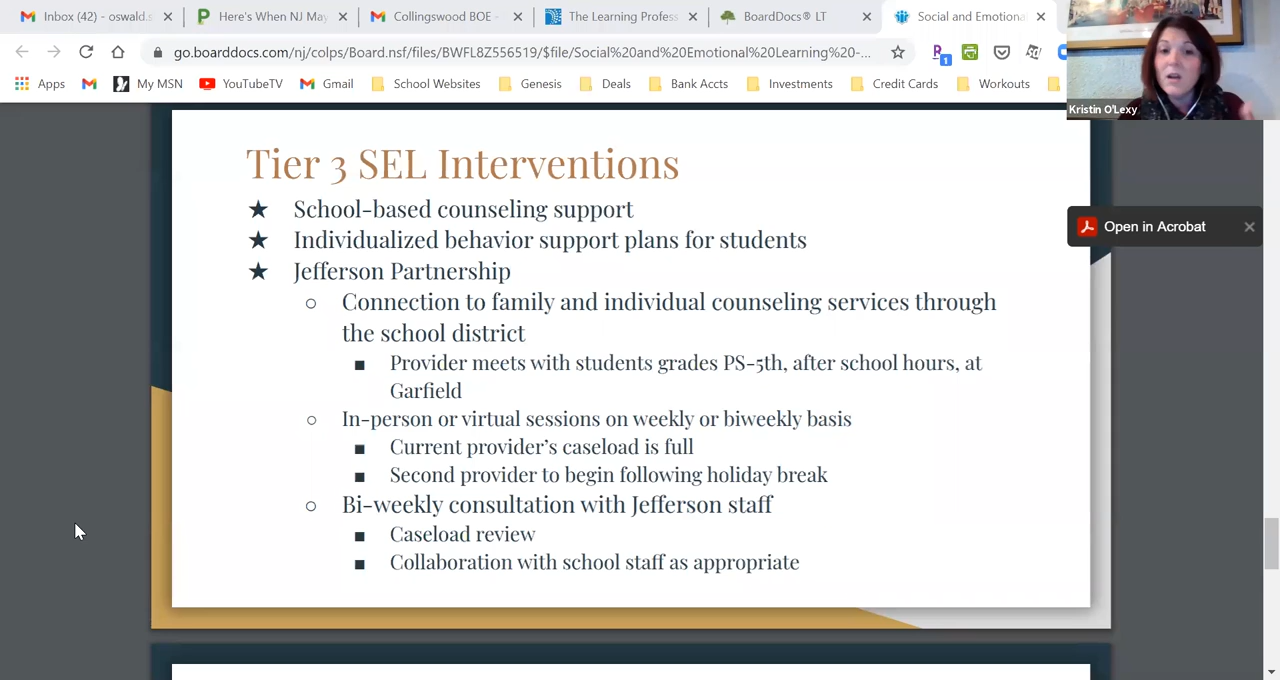 Inbox (42) - oswald.s
Here's When NJ May
Collingswood BOE -
The Learning Profess
BoardDocs® LT
Social and Emotiona
go.boarddocs.com/nj/colps/Board.nsf/files/BWFL8Z556519/$file/Social%20and%20Emotional%20Learning%20-...
Apps
My MSN
YouTubeTV
Gmail
School Websites
Genesis
Deals
Bank Accts
Investments
Credit Cards
Workouts
Kristin O'Lexy
Open in Acrobat
Tier 3 SEL Interventions
★ School-based counseling support
★ Individualized behavior support plans for students
★ Jefferson Partnership
○ Connection to family and individual counseling services through
the school district
■ Provider meets with students grades PS-5th, after school hours, at
Garfield
○ In-person or virtual sessions on weekly or biweekly basis
■ Current provider's caseload is full
■ Second provider to begin following holiday break
○ Bi-weekly consultation with Jefferson staff
■ Caseload review
■ Collaboration with school staff as appropriate